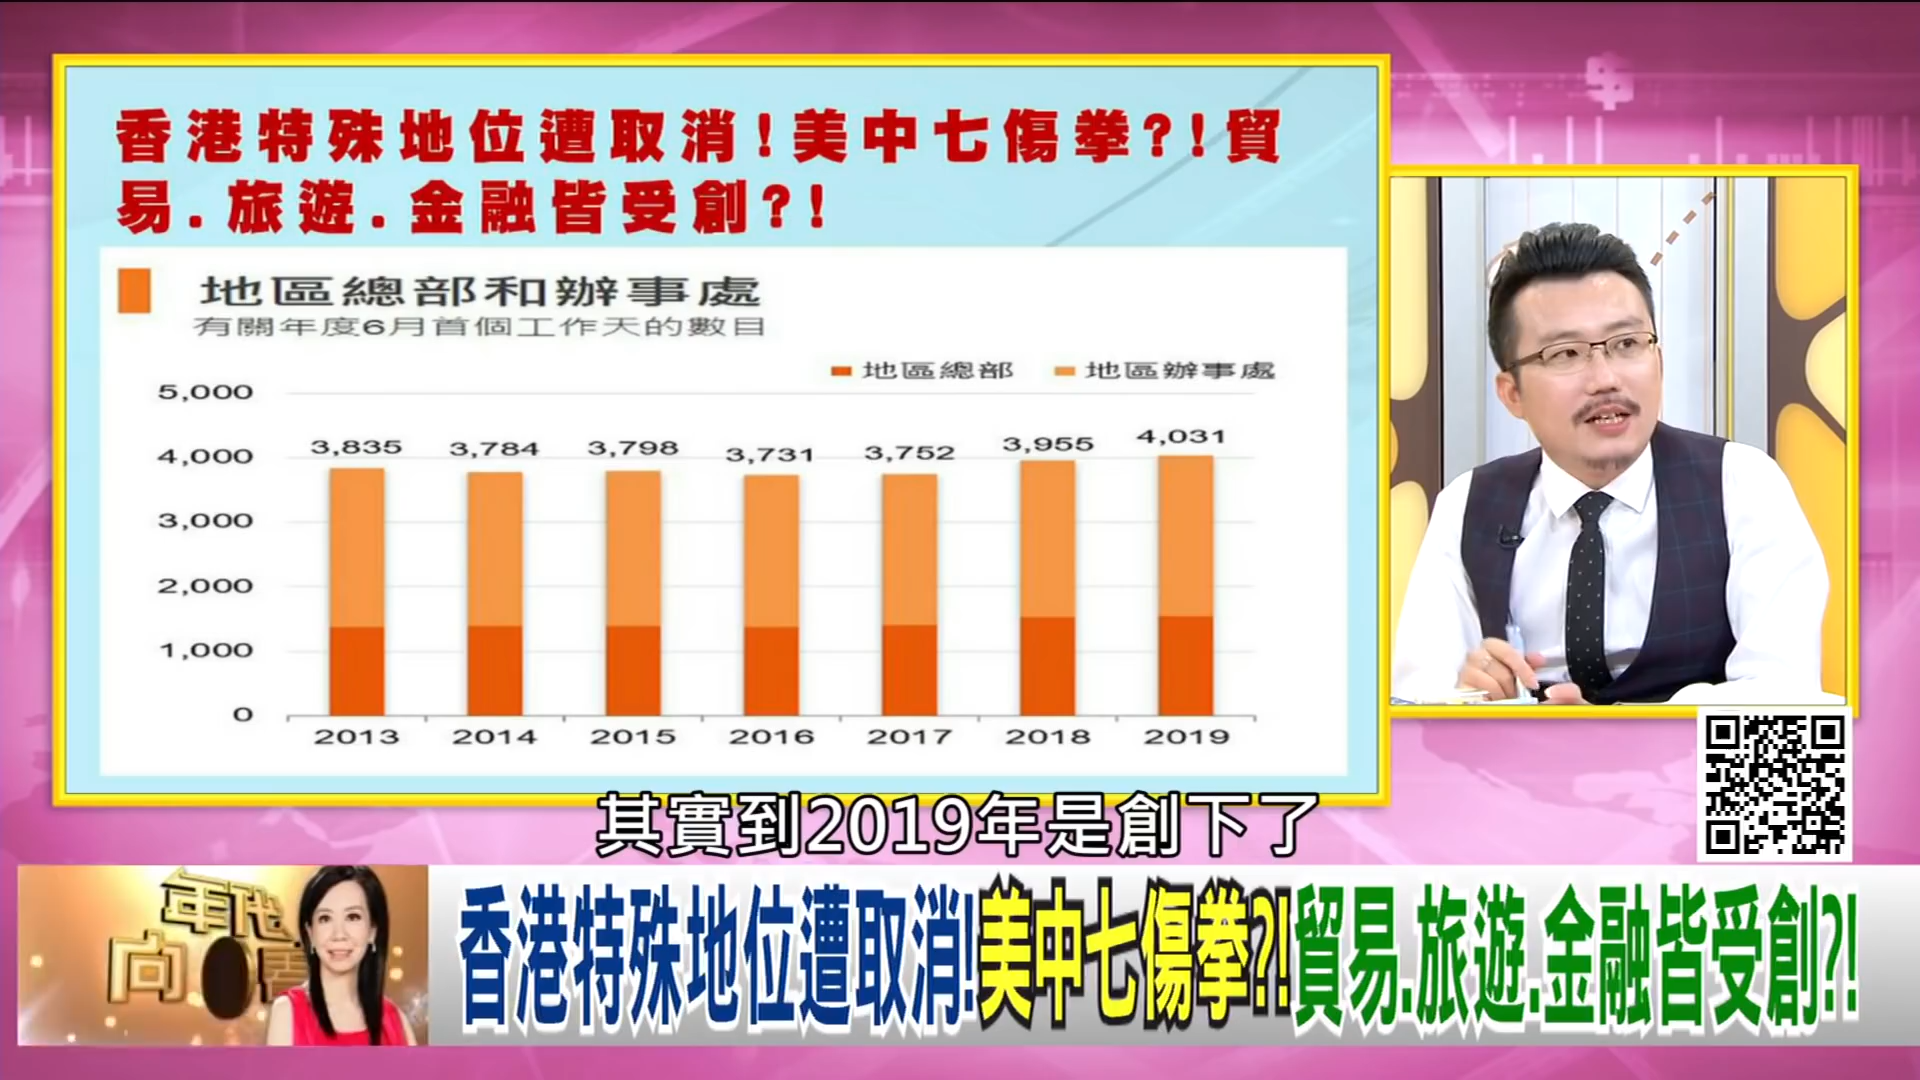 香港特殊地位遭取消!美中七傷拳?!貿
易.旅遊.金融皆受創?!
地區總部和辦事處
有關年度6月首個工作天的數目
地區總部 地區辦事處
5,000
4,000
3,000
2,000
1,000
0
3,835 3,784 3,798 3,731 3,752 3,955 4,031
2013 2014 2015 2016 2017 2018 2019
其實到2019年是創下了
年代
向
香港特殊地位遭取消!美中七傷拳?!貿易.旅遊.金融皆受創?!